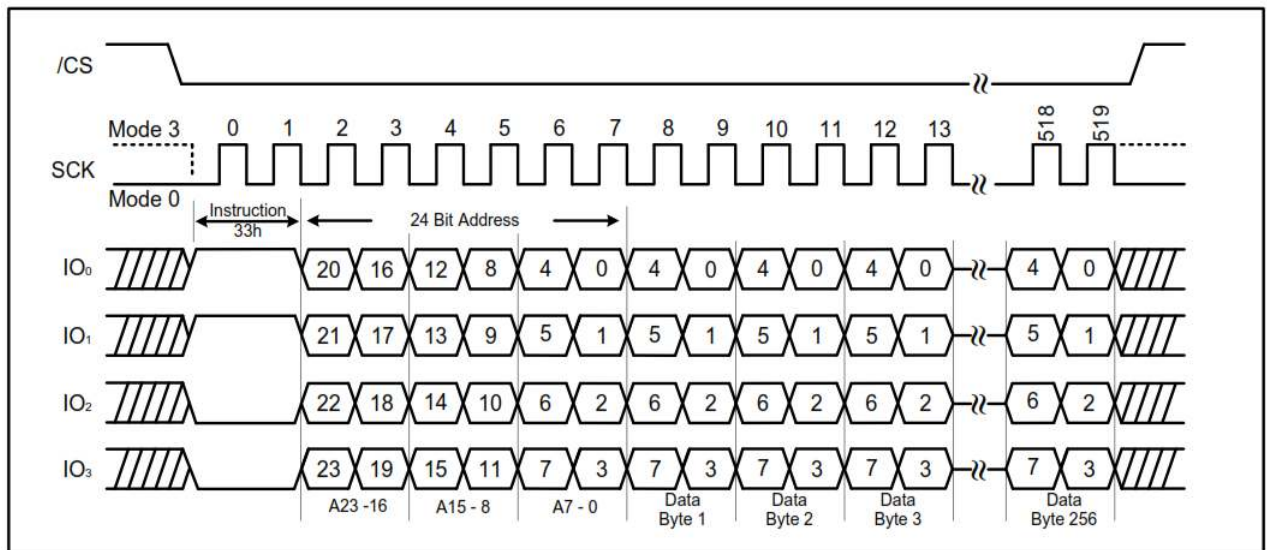 /CS
Mode 3 0 1 2 3 4 5 6 7 8 9 10 11 12 13 518 519
SCK
Mode 0
Instruction
33h
24 Bit Address
IO₀ 20 16 12 8 4 0 4 0 4 0 4 0 4 0
IO₁ 21 17 13 9 5 1 5 1 5 1 5 1 5 1
IO₂ 22 18 14 10 6 2 6 2 6 2 6 2 6 2
IO₃ 23 19 15 11 7 3 7 3 7 3 7 3 7 3
A23 -16 A15 - 8 A7 - 0
Data
Byte 1
Data
Byte 2
Data
Byte 3
Data
Byte 256